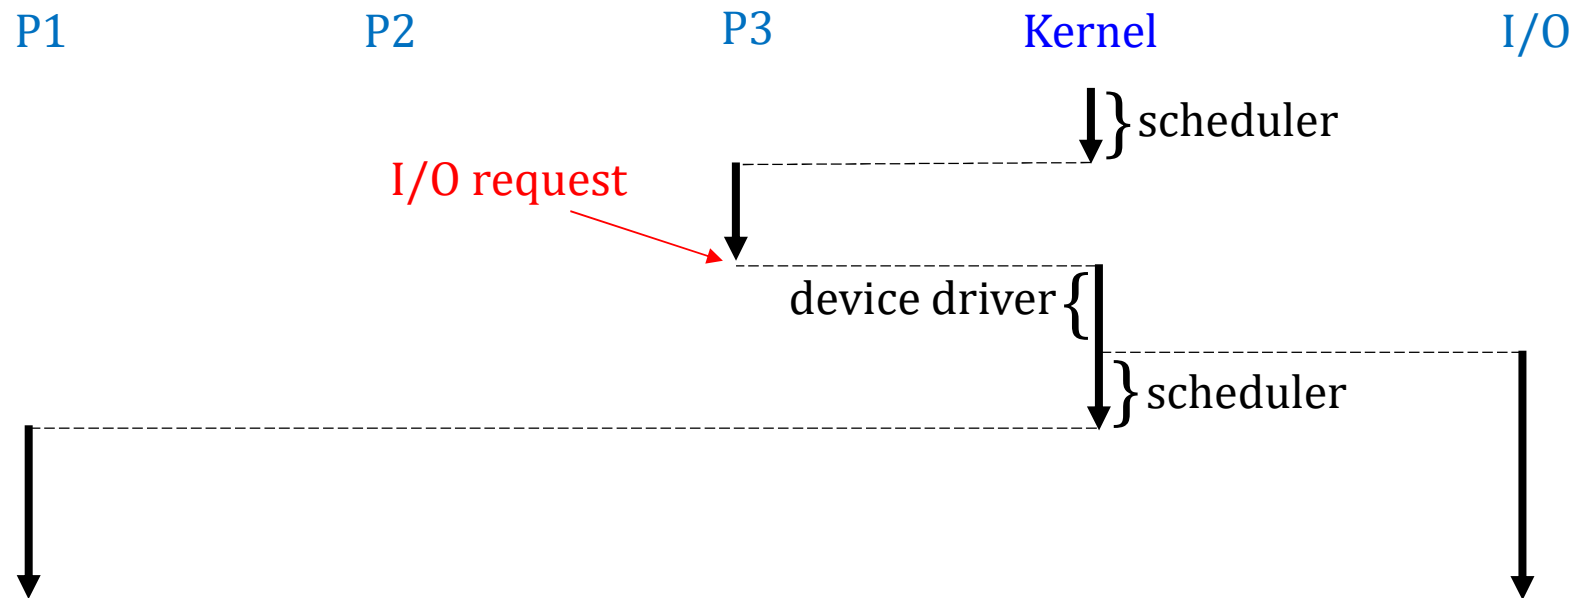 P1 P2 P3 Kernel I/O
scheduler
I/O request
device driver
scheduler